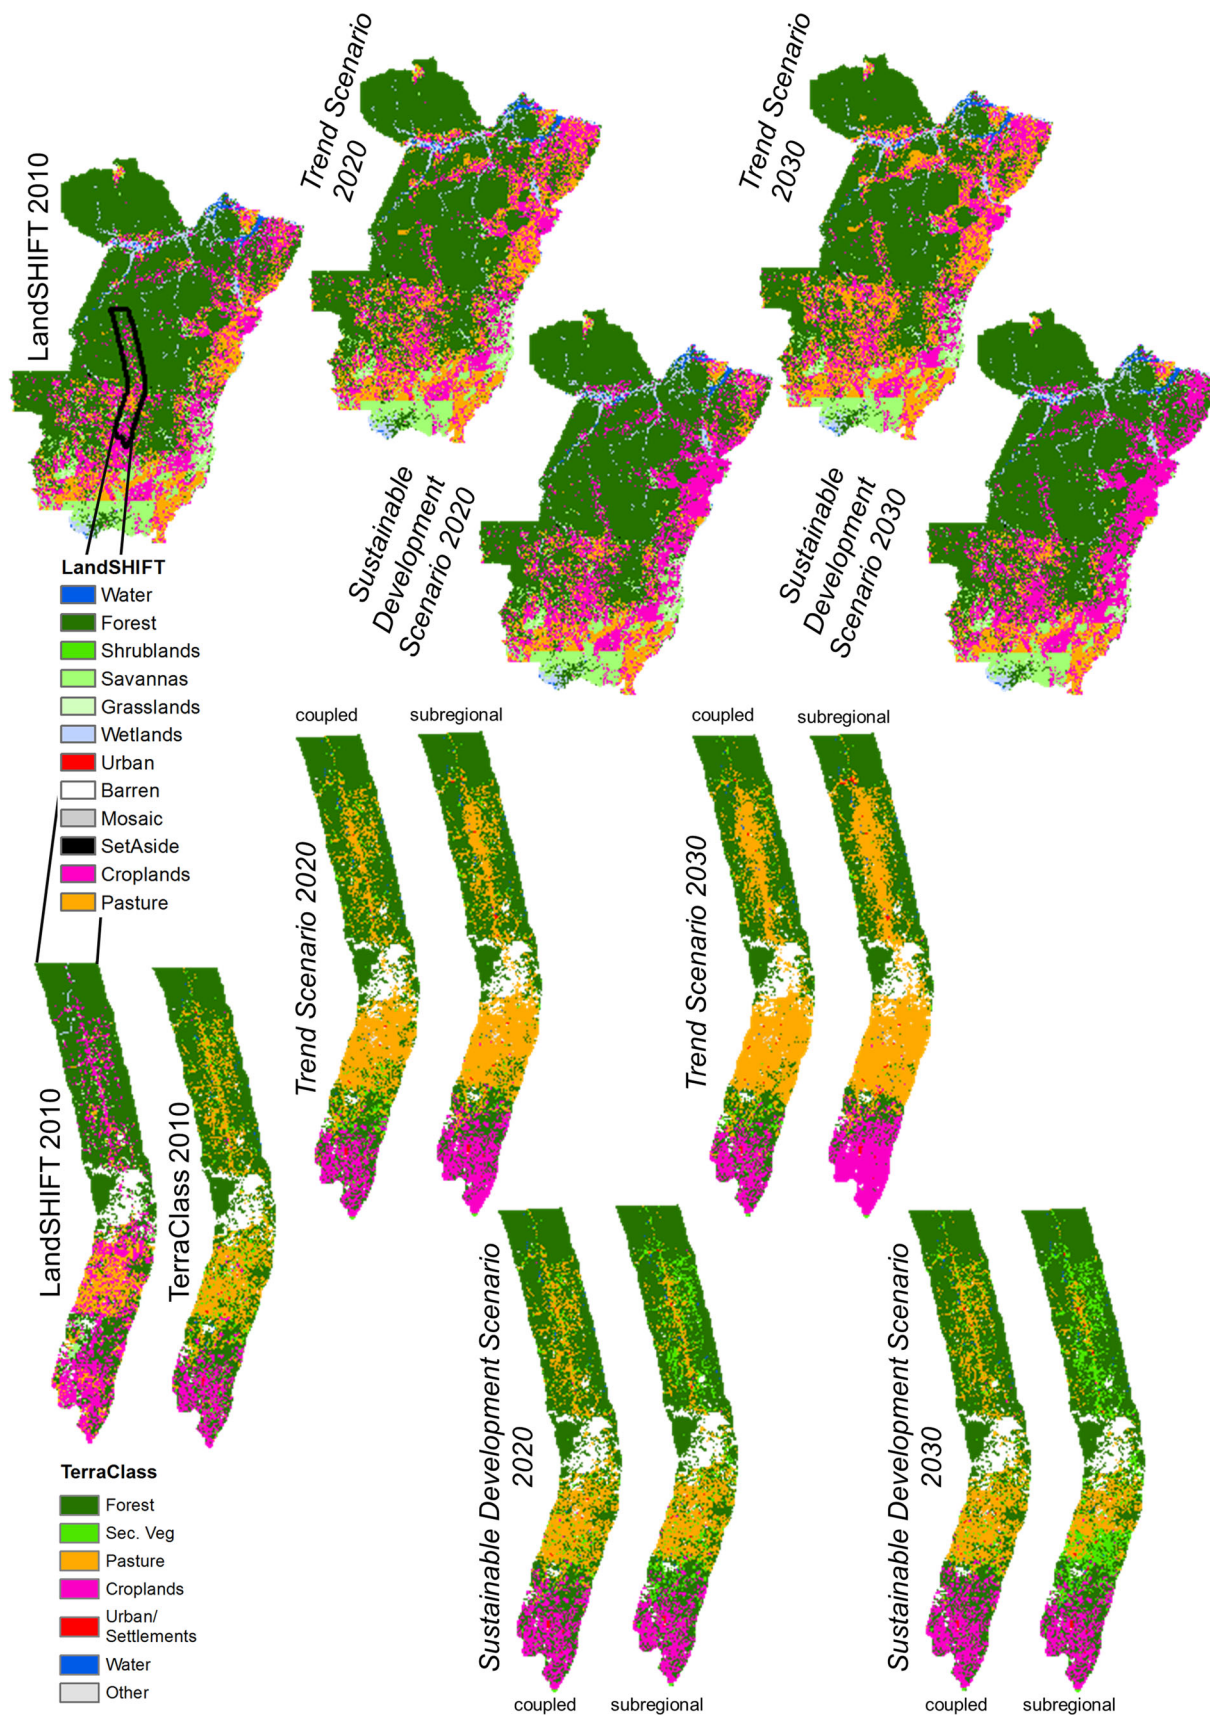 Trend Scenario
2020
Trend Scenario
2030
LandSHIFT 2010
Sustainable
Development
Scenario 2020
Sustainable
Development
Scenario 2030
LandSHIFT
Water
Forest
Shrublands
Savannas
Grasslands
Wetlands
Urban
Barren
Mosaic
SetAside
Croplands
Pasture
coupled
subregional
coupled
subregional
Trend Scenario 2020
Trend Scenario 2030
LandSHIFT 2010
TerraClass 2010
Sustainable Development Scenario
2020
Sustainable Development Scenario
2030
TerraClass
Forest
Sec. Veg
Pasture
Croplands
Urban/
Settlements
Water
Other
coupled
subregional
coupled
subregional